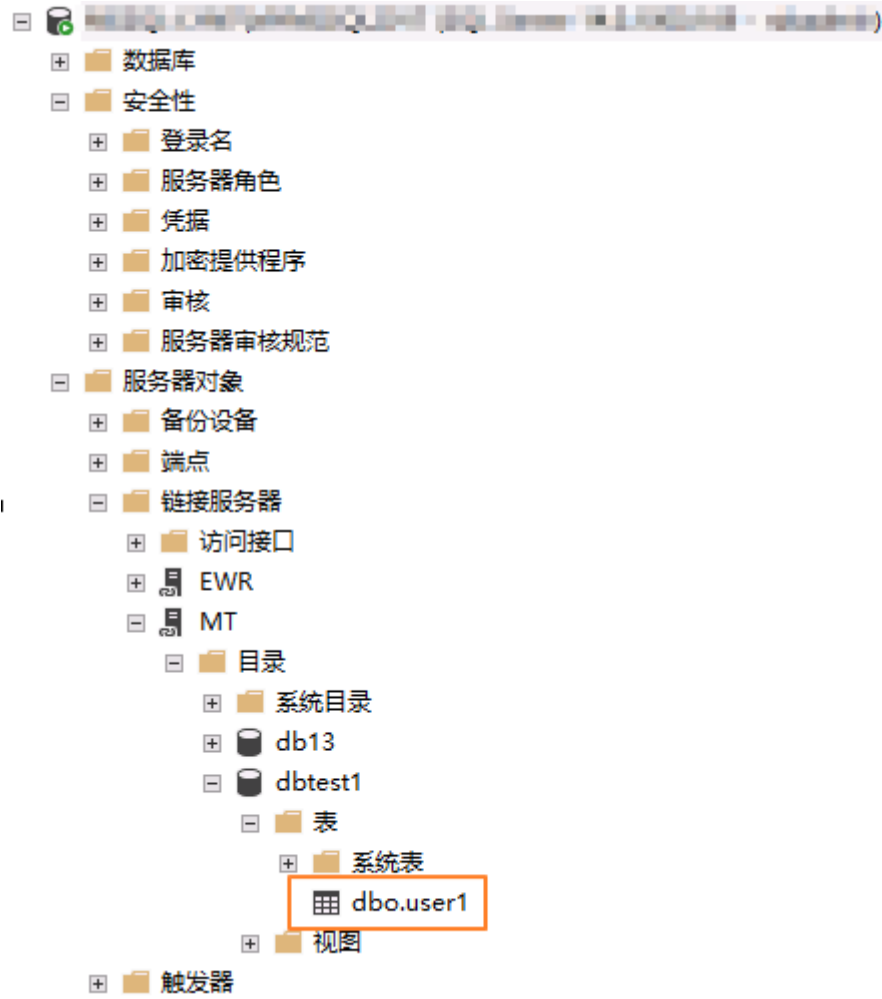 数据库
安全性
登录名
服务器角色
凭据
加密提供程序
审核
服务器审核规范
服务器对象
备份设备
端点
链接服务器
访问接口
EWR
MT
目录
系统目录
db13
dbtest1
表
系统表
dbo.user1
视图
触发器